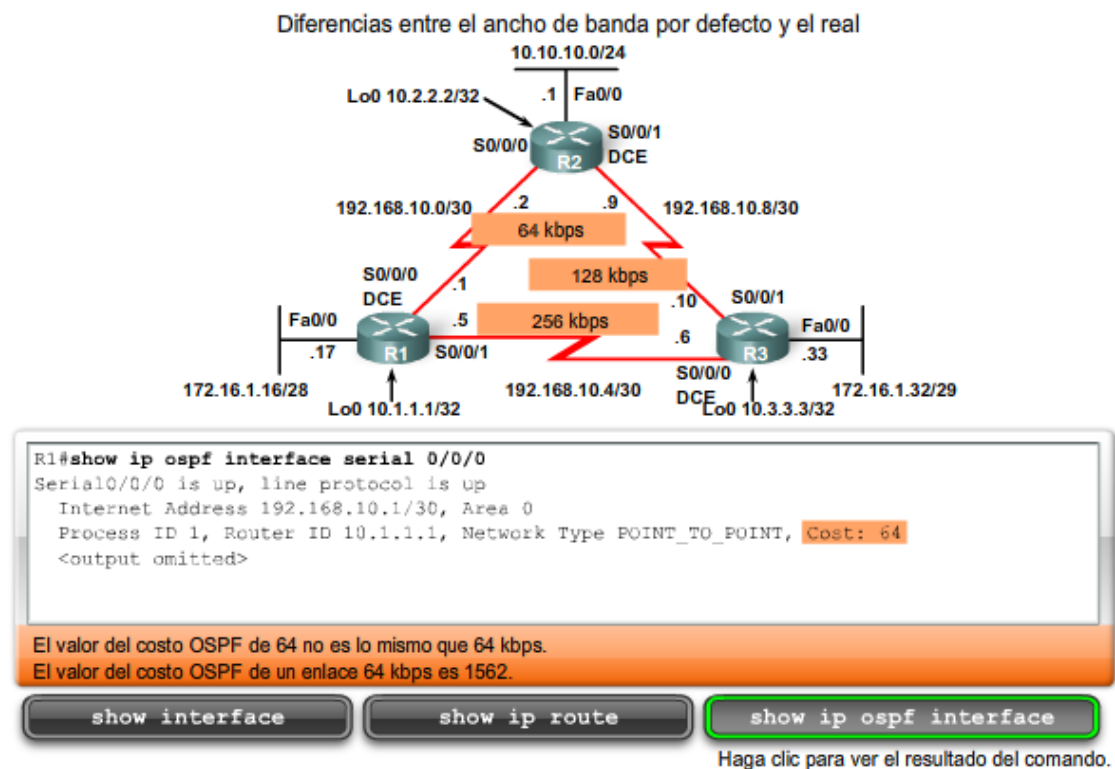 Diferencias entre el ancho de banda por defecto y el real
10.10.10.0/24
Lo0 10.2.2.2/32
.1
Fa0/0
S0/0/0
R2
S0/0/1
DCE
192.168.10.0/30
.2
.9
192.168.10.8/30
64 kbps
128 kbps
256 kbps
S0/0/0
DCE
.1
.10
S0/0/1
Fa0/0
.17
R1
.5
S0/0/1
.6
R3
Fa0/0
.33
172.16.1.16/28
Lo0 10.1.1.1/32
192.168.10.4/30
S0/0/0
DCE
Lo0 10.3.3.3/32
172.16.1.32/29
R1#show ip ospf interface serial 0/0/0
Serial0/0/0 is up, line protocol is up
Internet Address 192.168.10.1/30, Area 0
Process ID 1, Router ID 10.1.1.1, Network Type POINT_TO_POINT, Cost: 64
<output omitted>
El valor del costo OSPF de 64 no es lo mismo que 64 kbps.
El valor del costo OSPF de un enlace 64 kbps es 1562.
show interface
show ip route
show ip ospf interface
Haga clic para ver el resultado del comando.